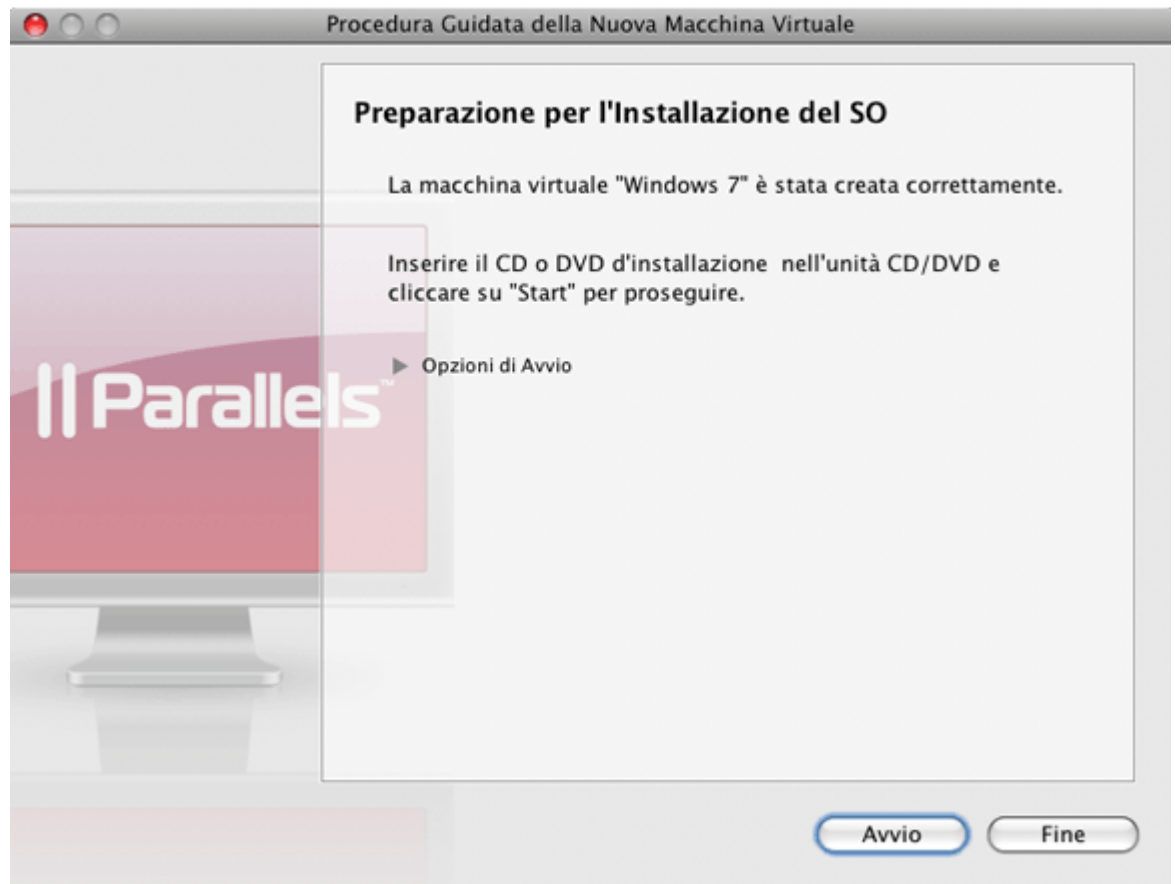 Procedura Guidata della Nuova Macchina Virtuale
Preparazione per l'Installazione del SO
La macchina virtuale "Windows 7" è stata creata correttamente.
Inserire il CD o DVD d'installazione  nell'unità CD/DVD e
cliccare su "Start" per proseguire.
Opzioni di Avvio
|| Parallels™
Avvio
Fine